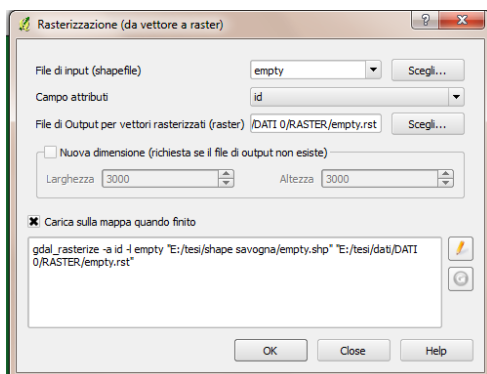 Rasterizzazione (da vettore a raster)
File di input (shapefile) empty Scegli...
Campo attributi id
File di Output per vettori rasterizzati (raster) /DATI 0/RASTER/empty.rst Scegli...
Nuova dimensione (richiesta se il file di output non esiste)
Larghezza 3000 Altezza 3000
Carica sulla mappa quando finito
gdal_rasterize -a id -l empty "E:/tesi/shape savogna/empty.shp" "E:/tesi/dati/DATI
0/RASTER/empty.rst"
OK Close Help